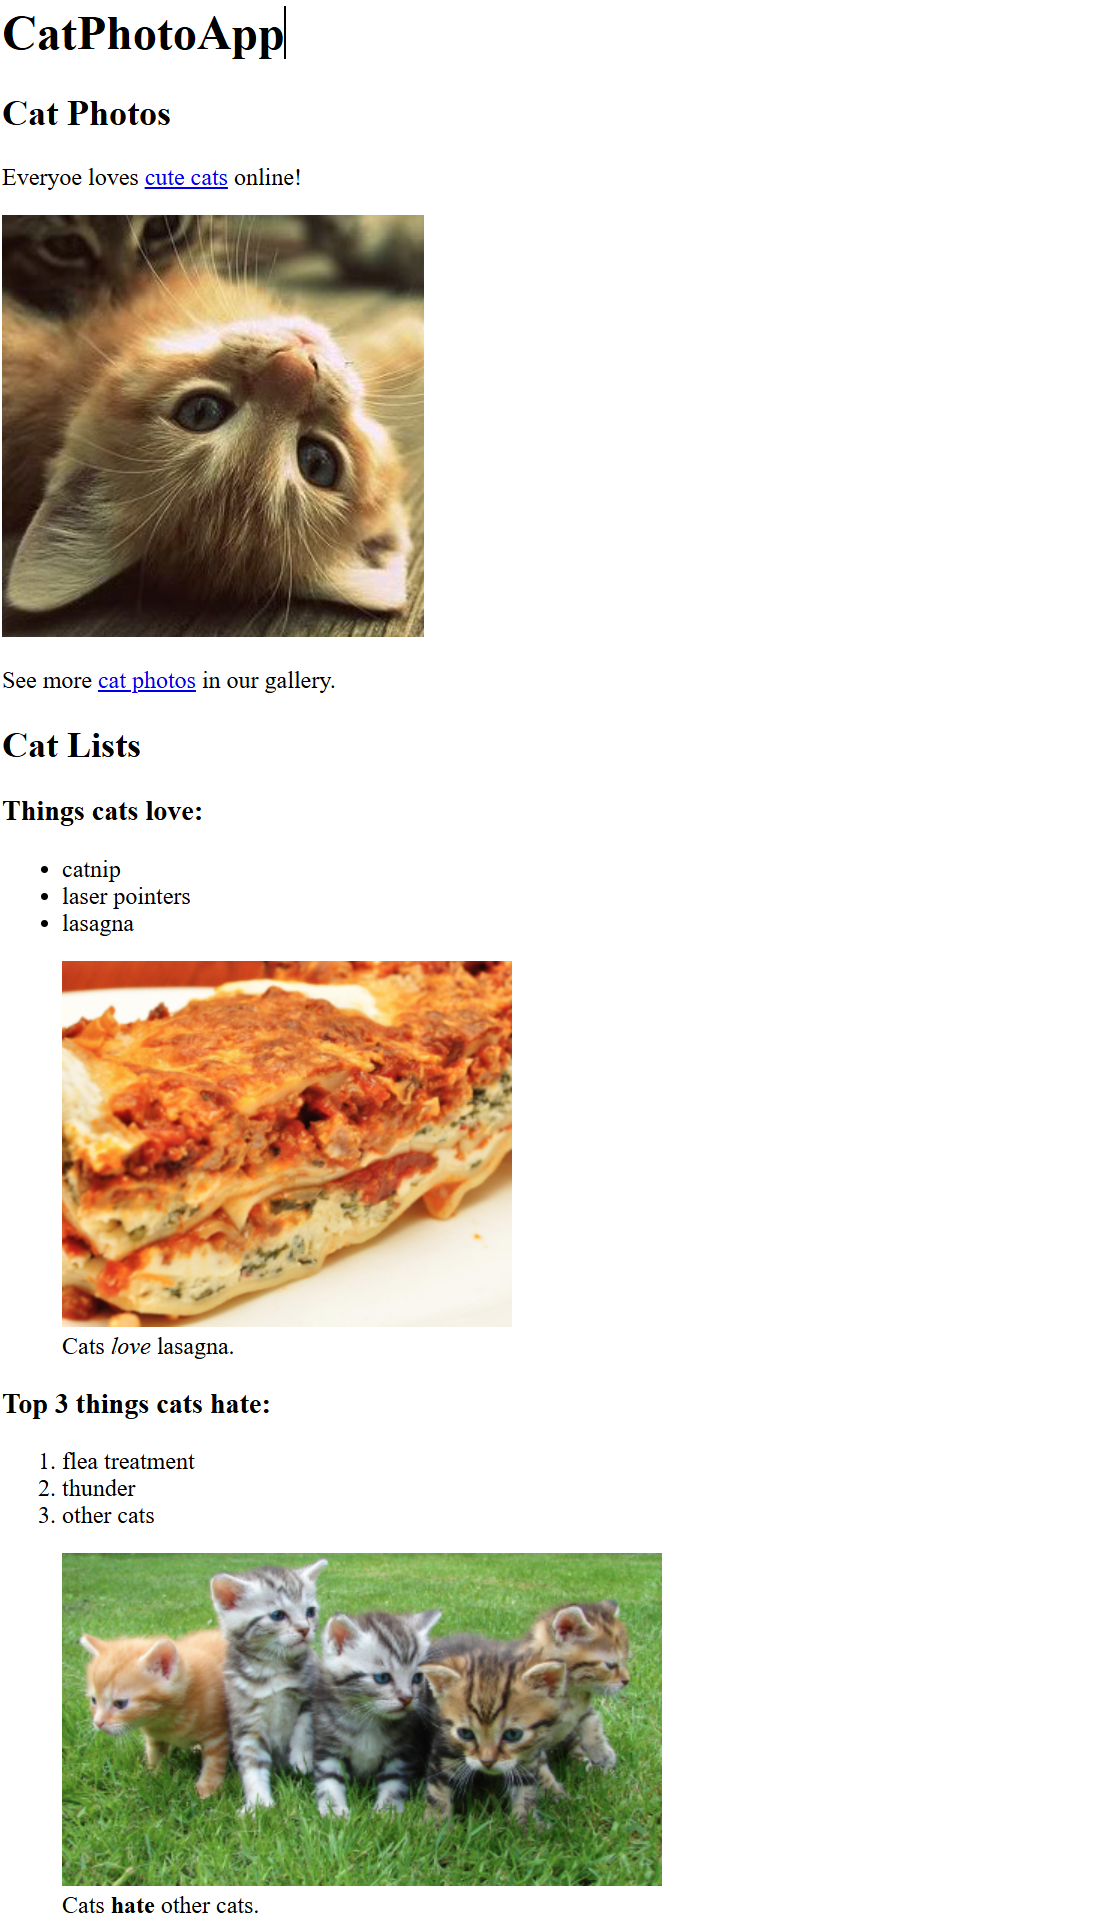 CatPhotoApp
Cat Photos
Everyoe loves cute cats online!
See more cat photos in our gallery.
Cat Lists
Things cats love:
• catnip
• laser pointers
• lasagna
Cats love lasagna.
Top 3 things cats hate:
1. flea treatment
2. thunder
3. other cats
Cats hate other cats.